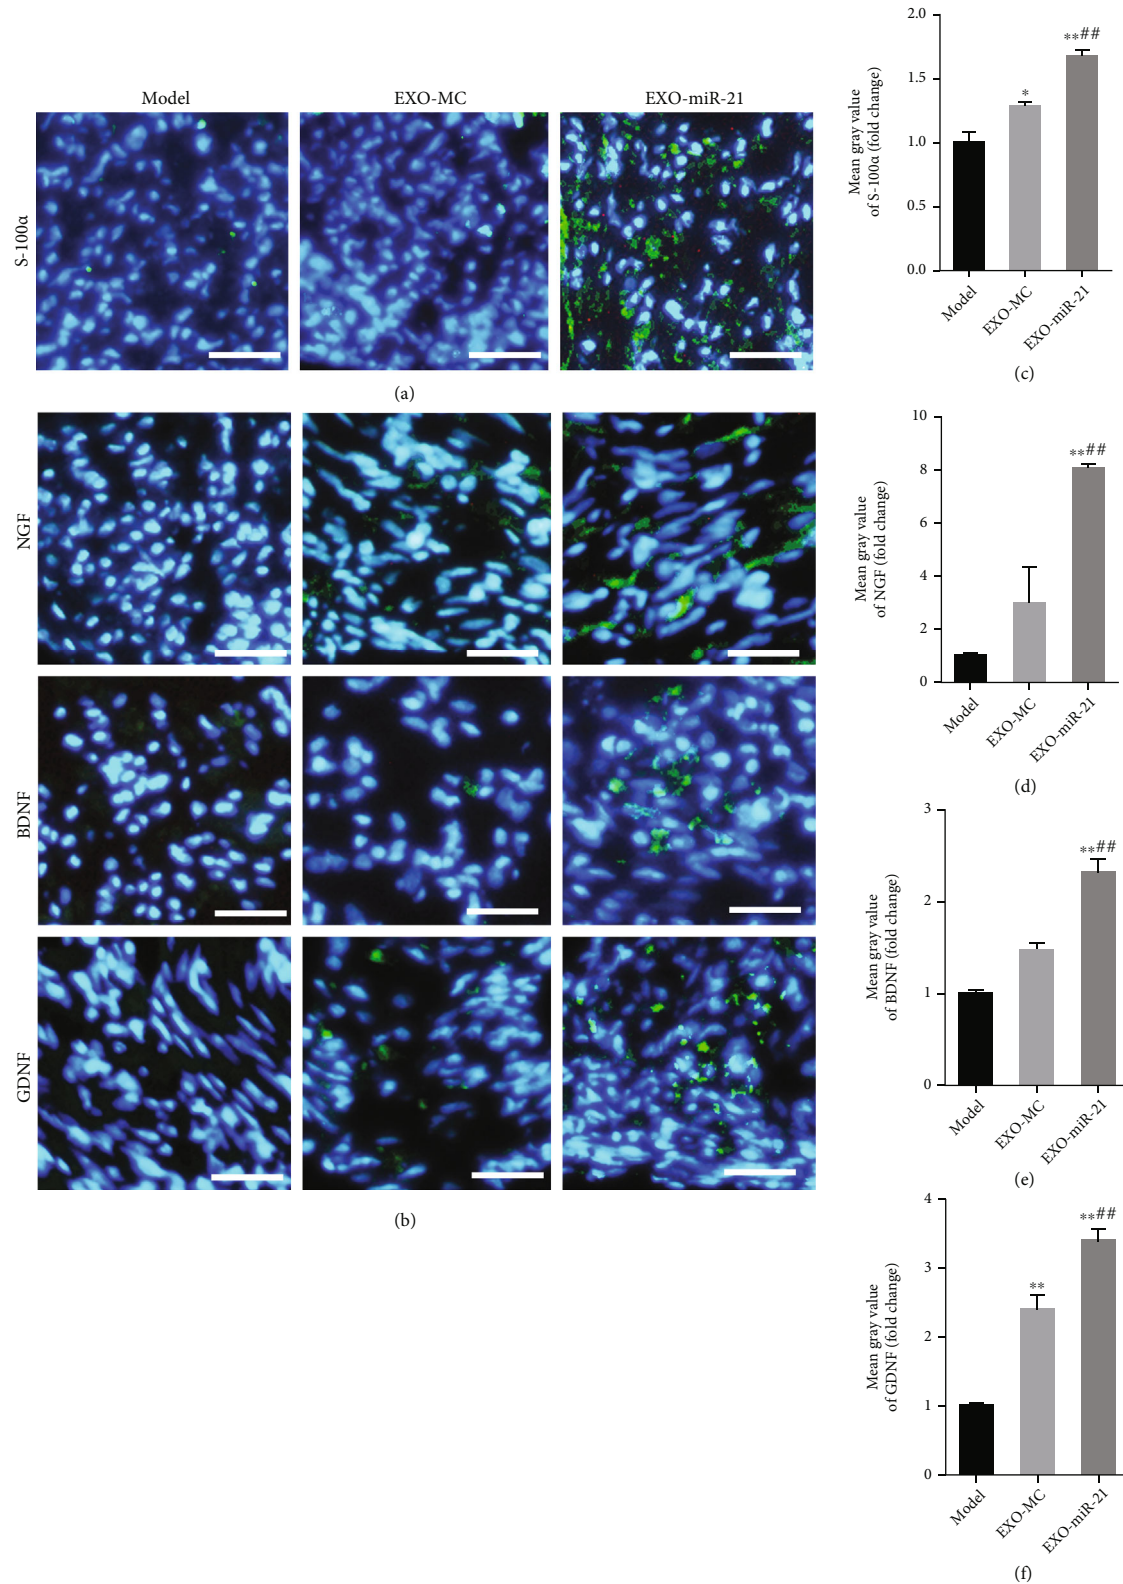 Model
EXO-MC
EXO-miR-21
S-100α
(a)
NGF
BDNF
GDNF
(b)
Mean gray value
of S-100α (fold change)
2.0
1.5
1.0
0.5
0.0
*
**##
Model
EXO-MC
EXO-miR-21
(c)
Mean gray value
of NGF (fold change)
10
8
6
4
2
0
**##
Model
EXO-MC
EXO-miR-21
(d)
Mean gray value
of BDNF (fold change)
3
2
1
0
**##
Model
EXO-MC
EXO-miR-21
(e)
Mean gray value
of GDNF (fold change)
4
3
2
1
0
**
**##
Model
EXO-MC
EXO-miR-21
(f)